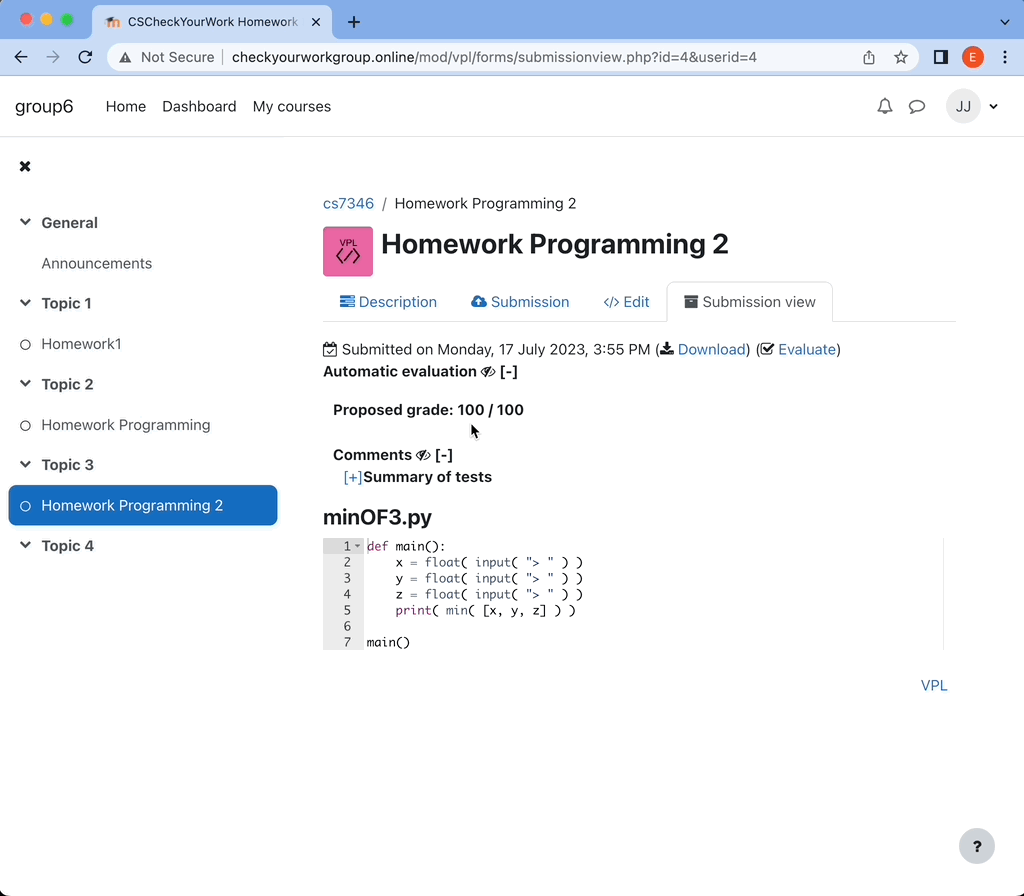 CSCheckYourWork Homework
Not Secure
checkyourworkgroup.online/mod/vpl/forms/submissionview.php?id=4&userid=4
E
group6
Home
Dashboard
My courses
JJ
General
Announcements
Topic 1
Homework1
Topic 2
Homework Programming
Topic 3
Homework Programming 2
Topic 4
cs7346 / Homework Programming 2
VPL
</>
Homework Programming 2
Description
Submission
</> Edit
Submission view
Submitted on Monday, 17 July 2023, 3:55 PM (Download) (Evaluate)
Automatic evaluation [-]
Proposed grade: 100 / 100
Comments [-]
[+]Summary of tests
minOF3.py
1 def main():
2     x = float( input( "> " ) )
3     y = float( input( "> " ) )
4     z = float( input( "> " ) )
5     print( min( [x, y, z] ) )
6
7 main()
VPL
?